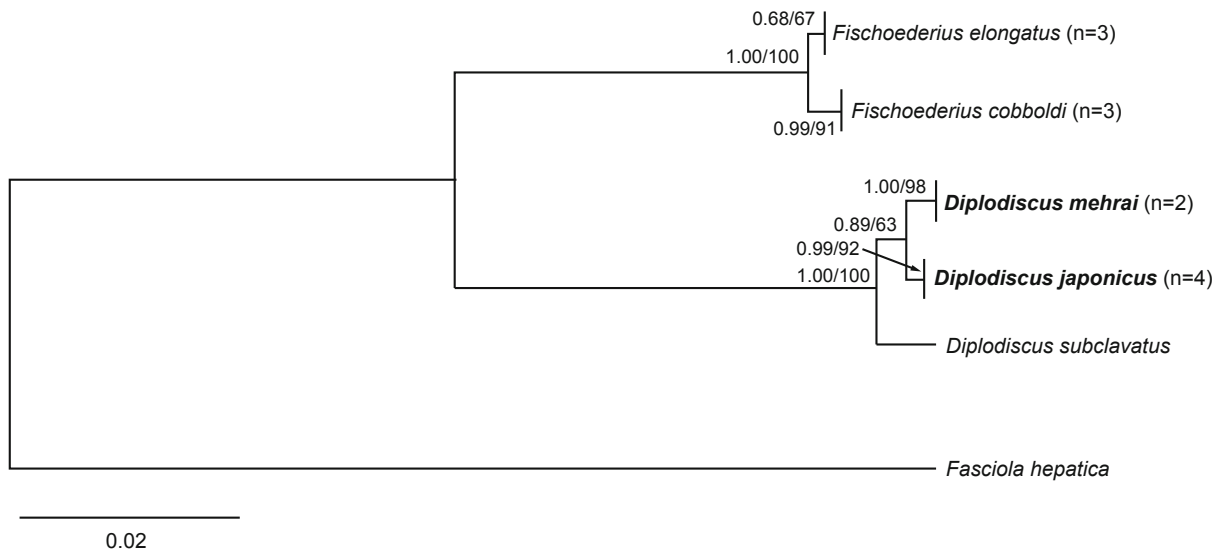 0.68/67
Fischoederius elongatus (n=3)
1.00/100
Fischoederius cobboldi (n=3)
0.99/91
1.00/98
Diplodiscus mehrai (n=2)
0.89/63
0.99/92
1.00/100
Diplodiscus japonicus (n=4)
Diplodiscus subclavatus
Fasciola hepatica
0.02